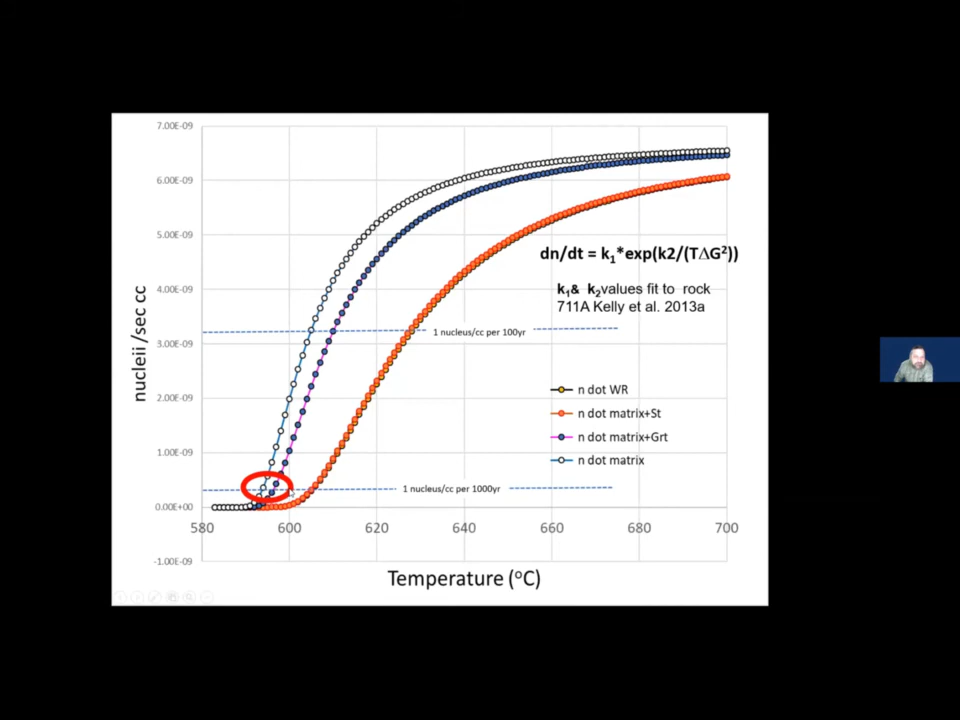 7.00E-09
6.00E-09
5.00E-09
4.00E-09
3.00E-09
2.00E-09
1.00E-09
0.00E+00
-1.00E-09
nucleii /sec cc
dn/dt = k₁*exp(k2/(TΔG²))
k₁& k₂values fit to rock
711A Kelly et al. 2013a
1 nucleus/cc per 100yr
n dot WR
n dot matrix+St
n dot matrix+Grt
n dot matrix
1 nucleus/cc per 1000yr
580 600 620 640 660 680 700
Temperature (°C)